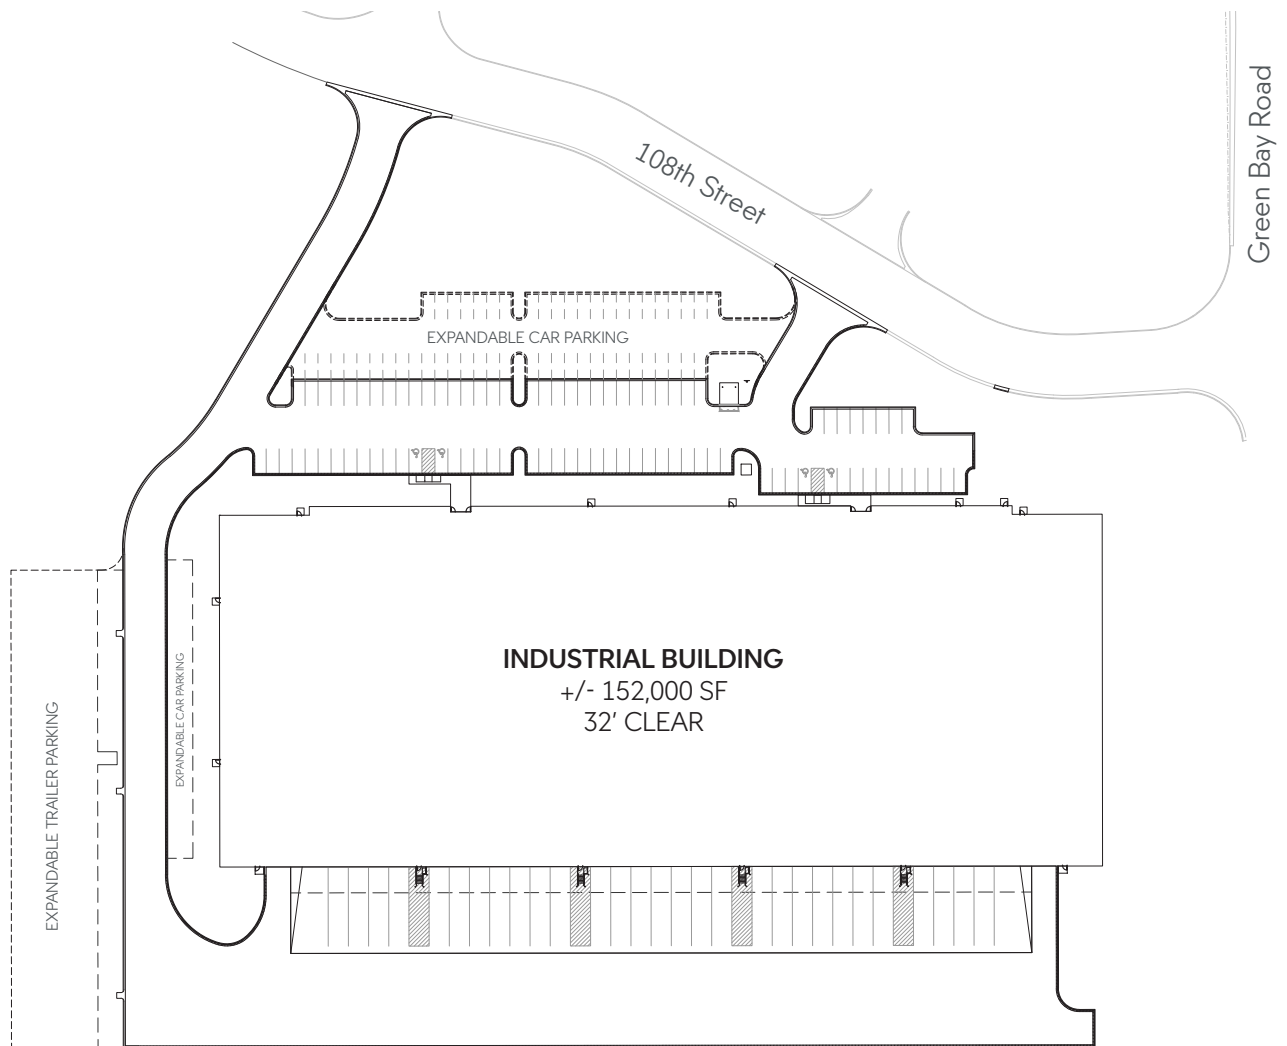 Green Bay Road
108th Street
EXPANDABLE CAR PARKING
INDUSTRIAL BUILDING
+/- 152,000 SF
32' CLEAR
EXPANDABLE CAR PARKING
EXPANDABLE TRAILER PARKING